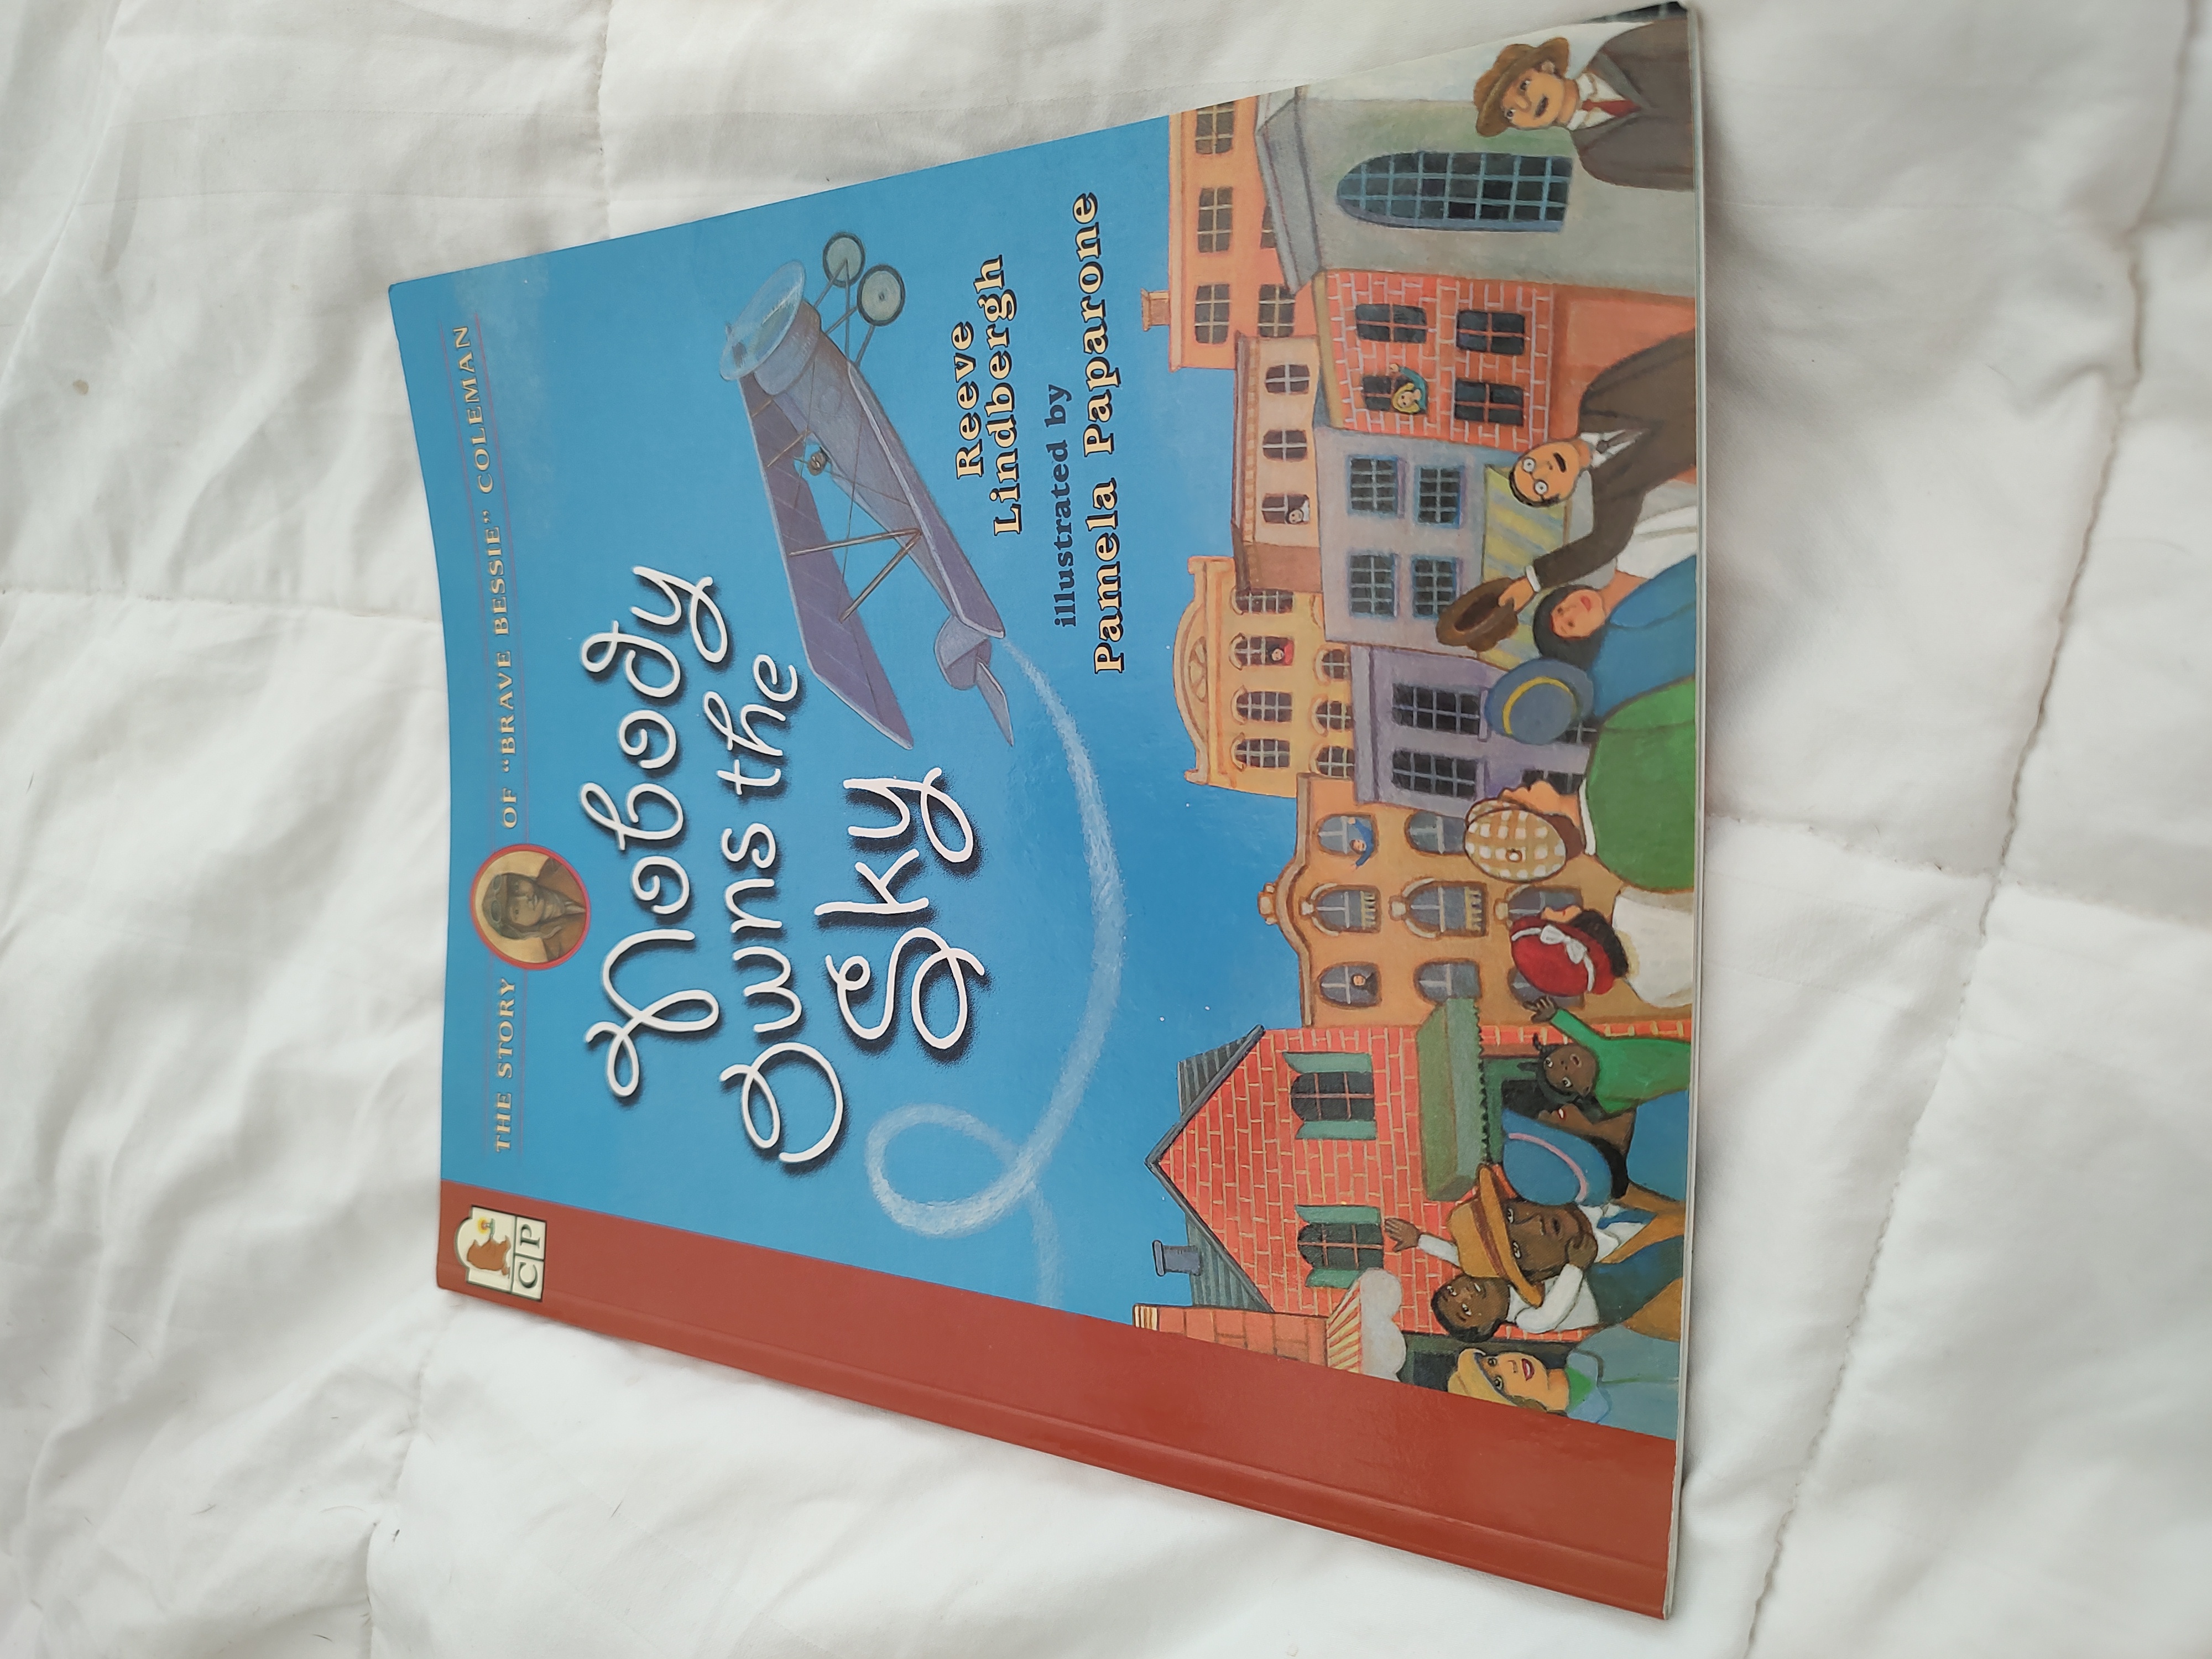 CP
THE STORY OF "BRAVE BESSIE" COLEMAN
Nobody
Owns the
Sky
Reeve
Lindbergh
illustrated by
Pamela Paparone